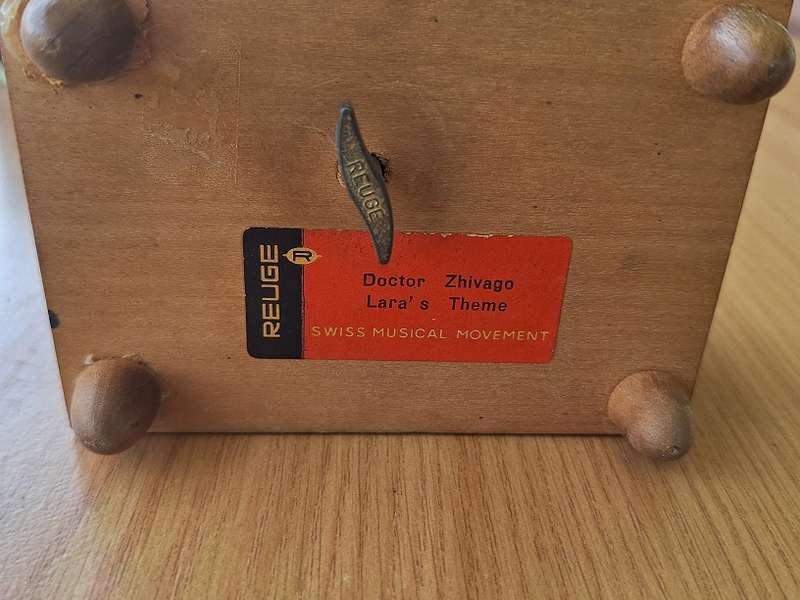 REUGE
REUGE
R
Doctor Zhivago
Lara's Theme
SWISS MUSICAL MOVEMENT